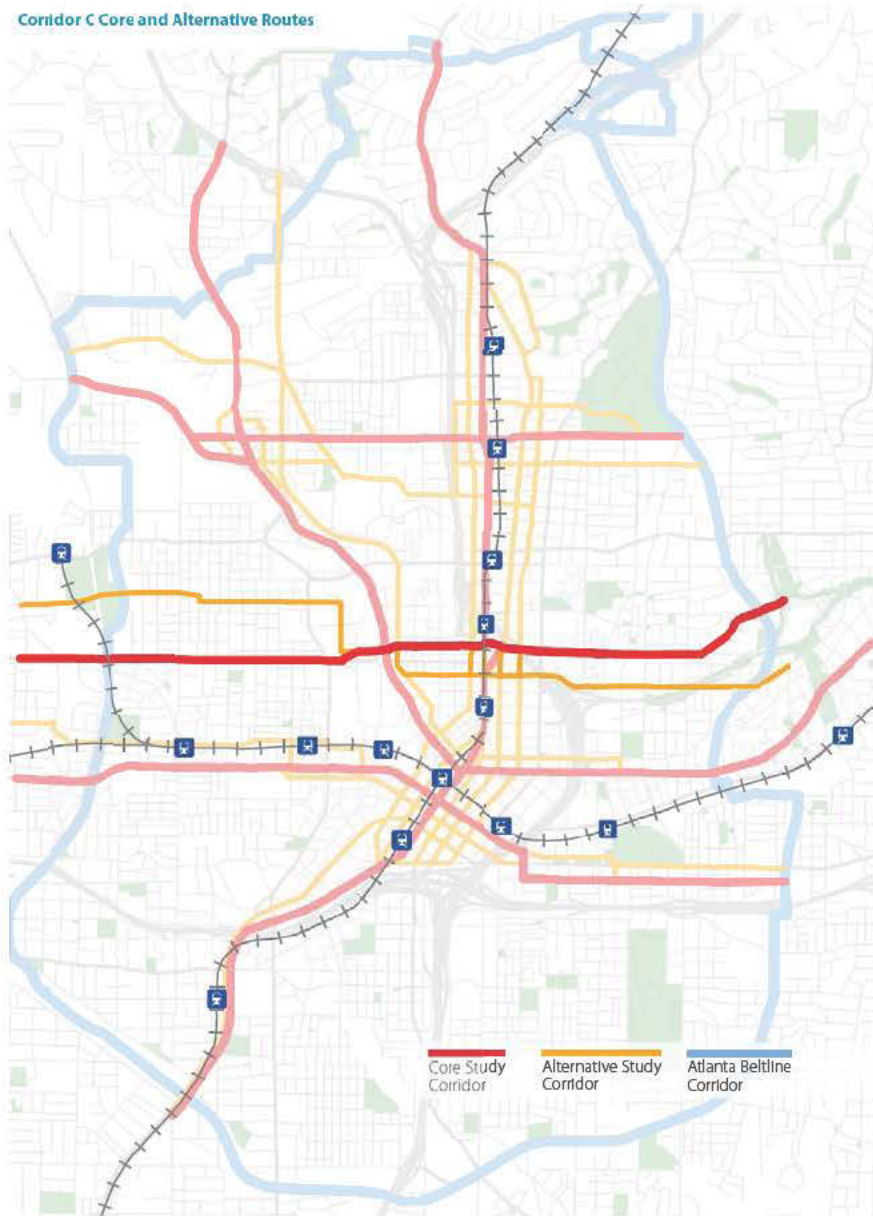 Corridor C Core and Alternative Routes
Core Study
Corridor
Alternative Study
Corridor
Atlanta Beltline
Corridor